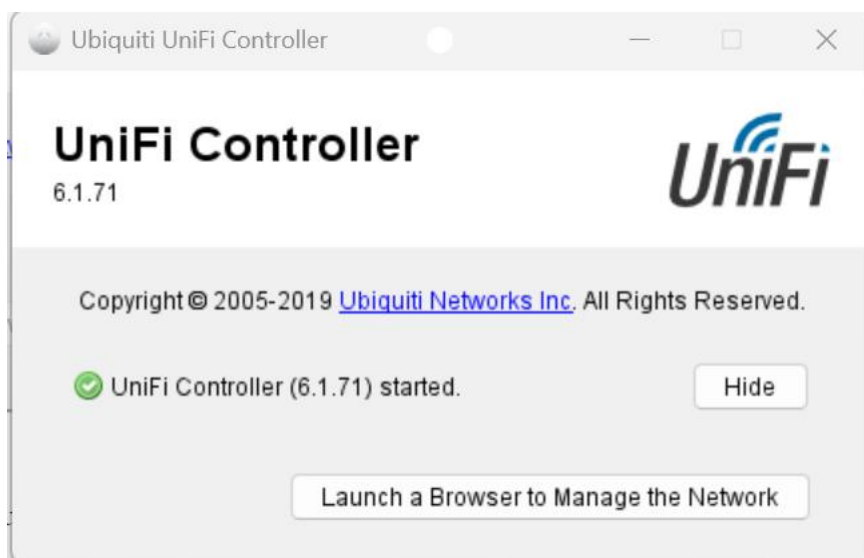 Ubiquiti UniFi Controller
UniFi Controller
6.1.71
UniFi
Copyright © 2005-2019 Ubiquiti Networks Inc. All Rights Reserved.
UniFi Controller (6.1.71) started.
Hide
Launch a Browser to Manage the Network